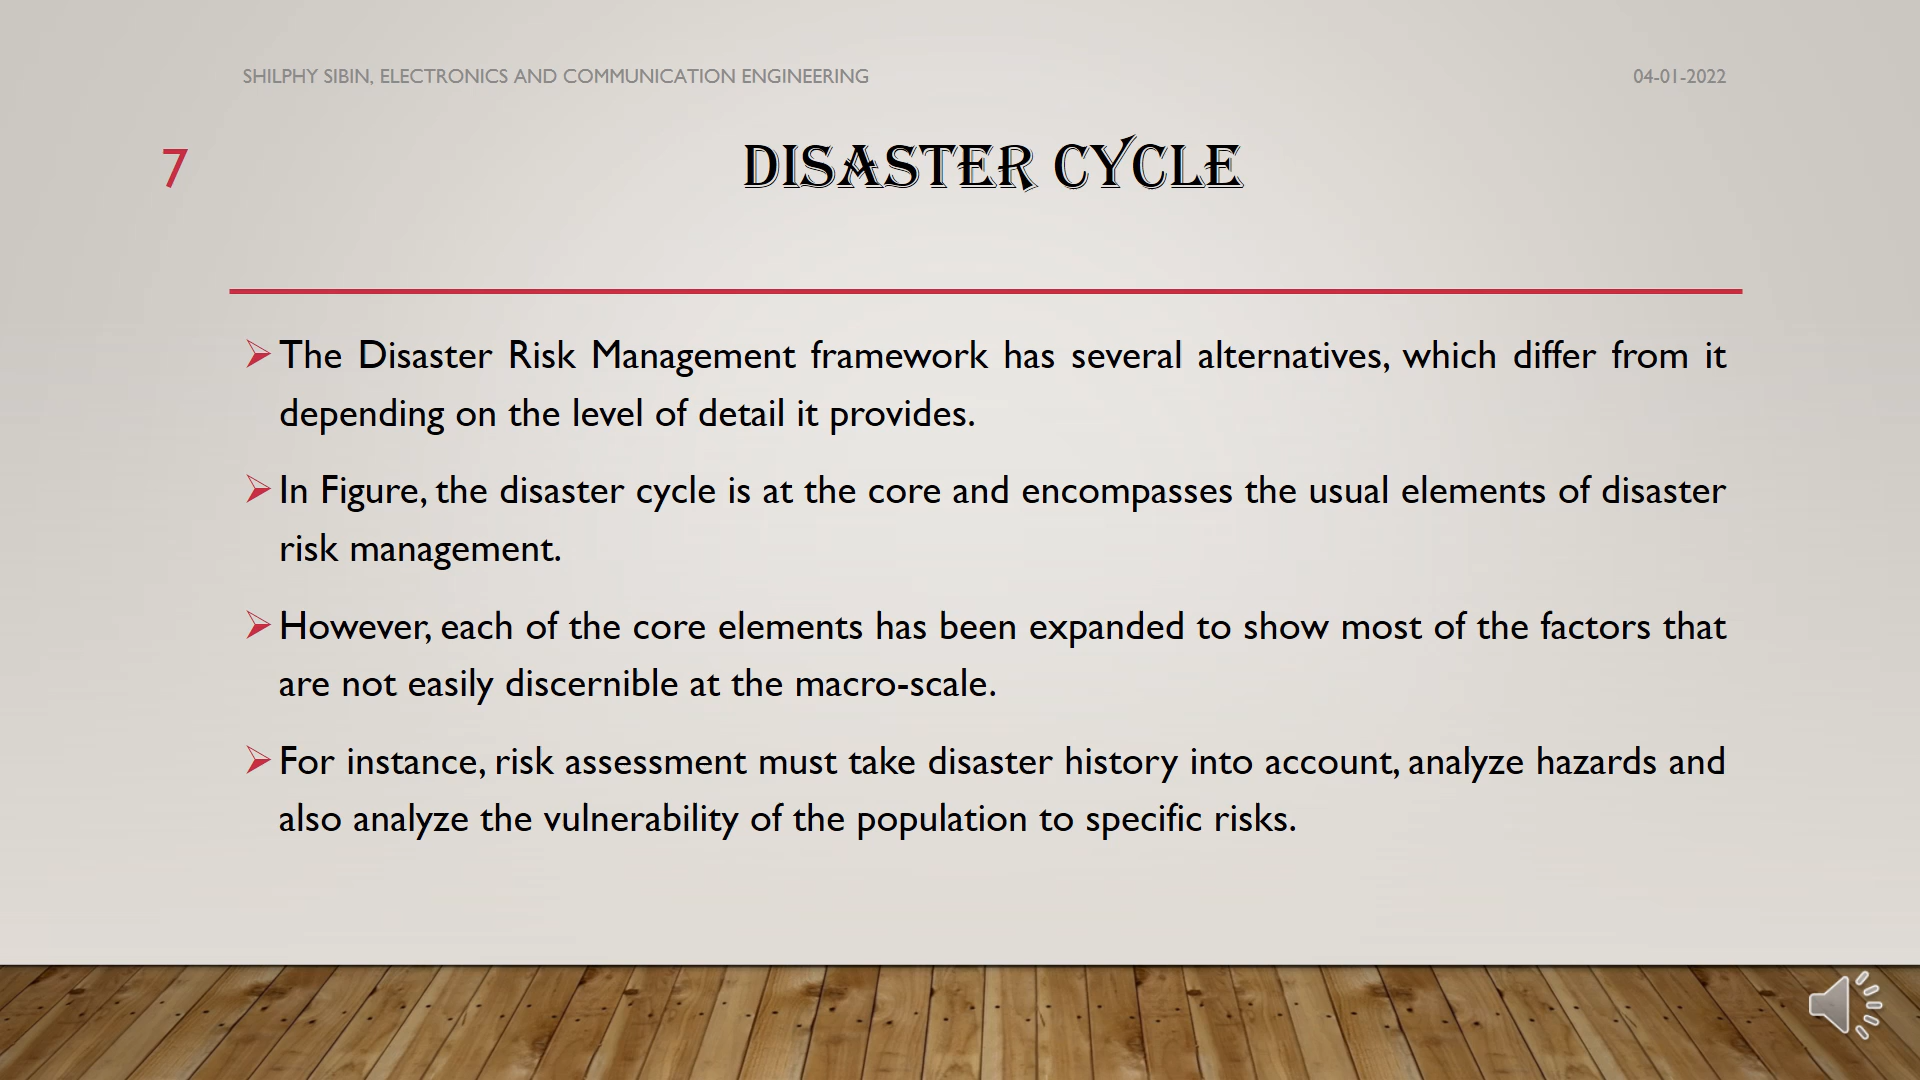 SHILPHY SIBIN, ELECTRONICS AND COMMUNICATION ENGINEERING
04-01-2022
7
DISASTER CYCLE
The Disaster Risk Management framework has several alternatives, which differ from it
depending on the level of detail it provides.
In Figure, the disaster cycle is at the core and encompasses the usual elements of disaster
risk management.
However, each of the core elements has been expanded to show most of the factors that
are not easily discernible at the macro-scale.
For instance, risk assessment must take disaster history into account, analyze hazards and
also analyze the vulnerability of the population to specific risks.